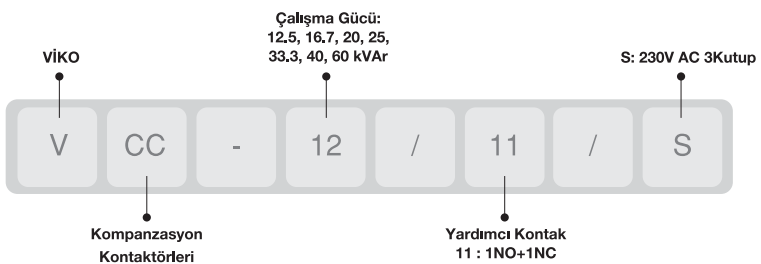 Çalışma Gücü:
12.5, 16.7, 20, 25,
33.3, 40, 60 kVAr
VİKO
S: 230V AC 3Kutup
V CC - 12 / 11 / S
Kompanzasyon
Kontaktörleri
Yardımcı Kontak
11 : 1NO+1NC